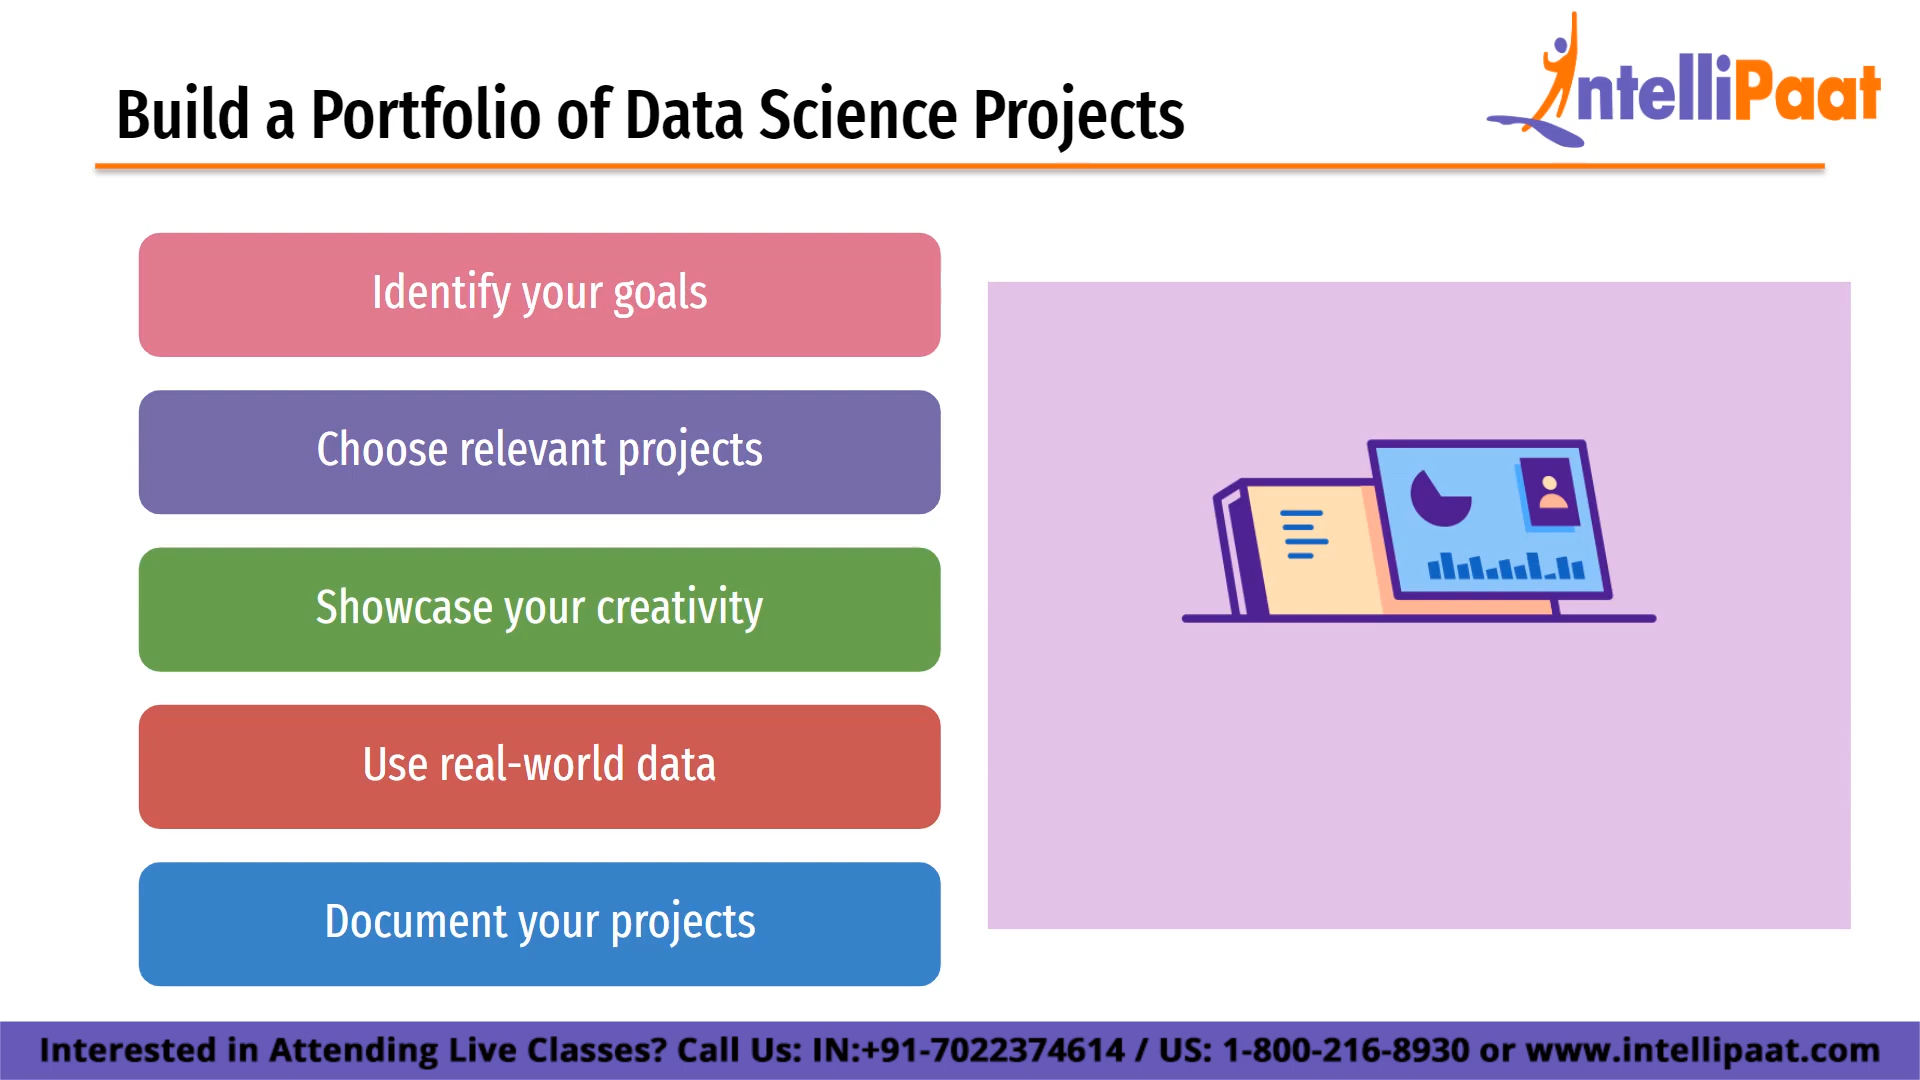 Build a Portfolio of Data Science Projects
IntelliPaat
Identify your goals
Choose relevant projects
Showcase your creativity
Use real-world data
Document your projects
Interested in Attending Live Classes? Call Us: IN:+91-7022374614 / US: 1-800-216-8930 or www.intellipaat.com